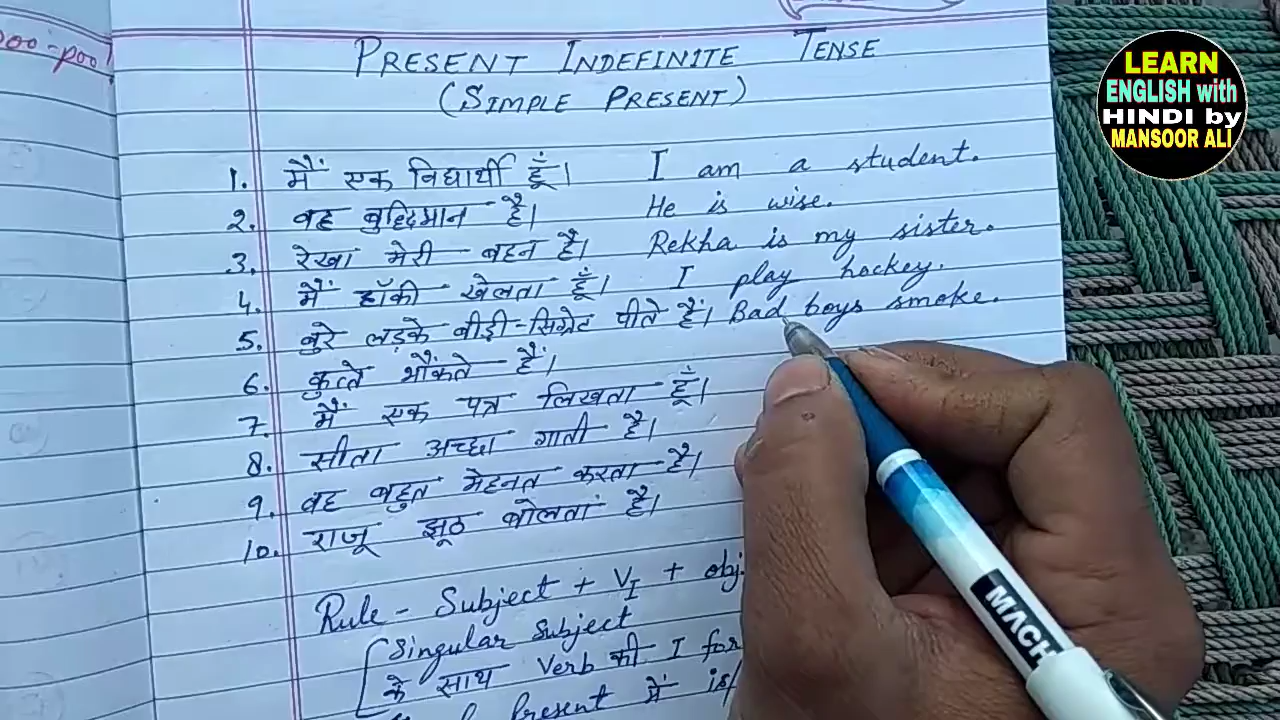 PRESENT INDEFINITE TENSE
(SIMPLE PRESENT)
1. मैं एक विद्यार्थी हूँ। I am a student.
2. वह बुद्धिमान है। He is wise.
3. रेखा मेरी बहन है। Rekha is my sister.
4. मैं हॉकी खेलता हूँ। I play hockey.
5. बुरे लड़के बीड़ी-सिग्रेट पीते हैं। Bad boys smoke.
6. कुत्ते भौंकते हैं।
7. मैं एक पत्र लिखता हूँ।
8. सीता अच्छा गाती है।
9. वह बहुत मेहनत करता है।
10. राजू झूठ बोलता है।
Rule - Subject + V1 + obj.
Singular Subject
के साथ Verb की I for
Present में is/
LEARN
ENGLISH with
HINDI by
MANSOOR ALI
MACH